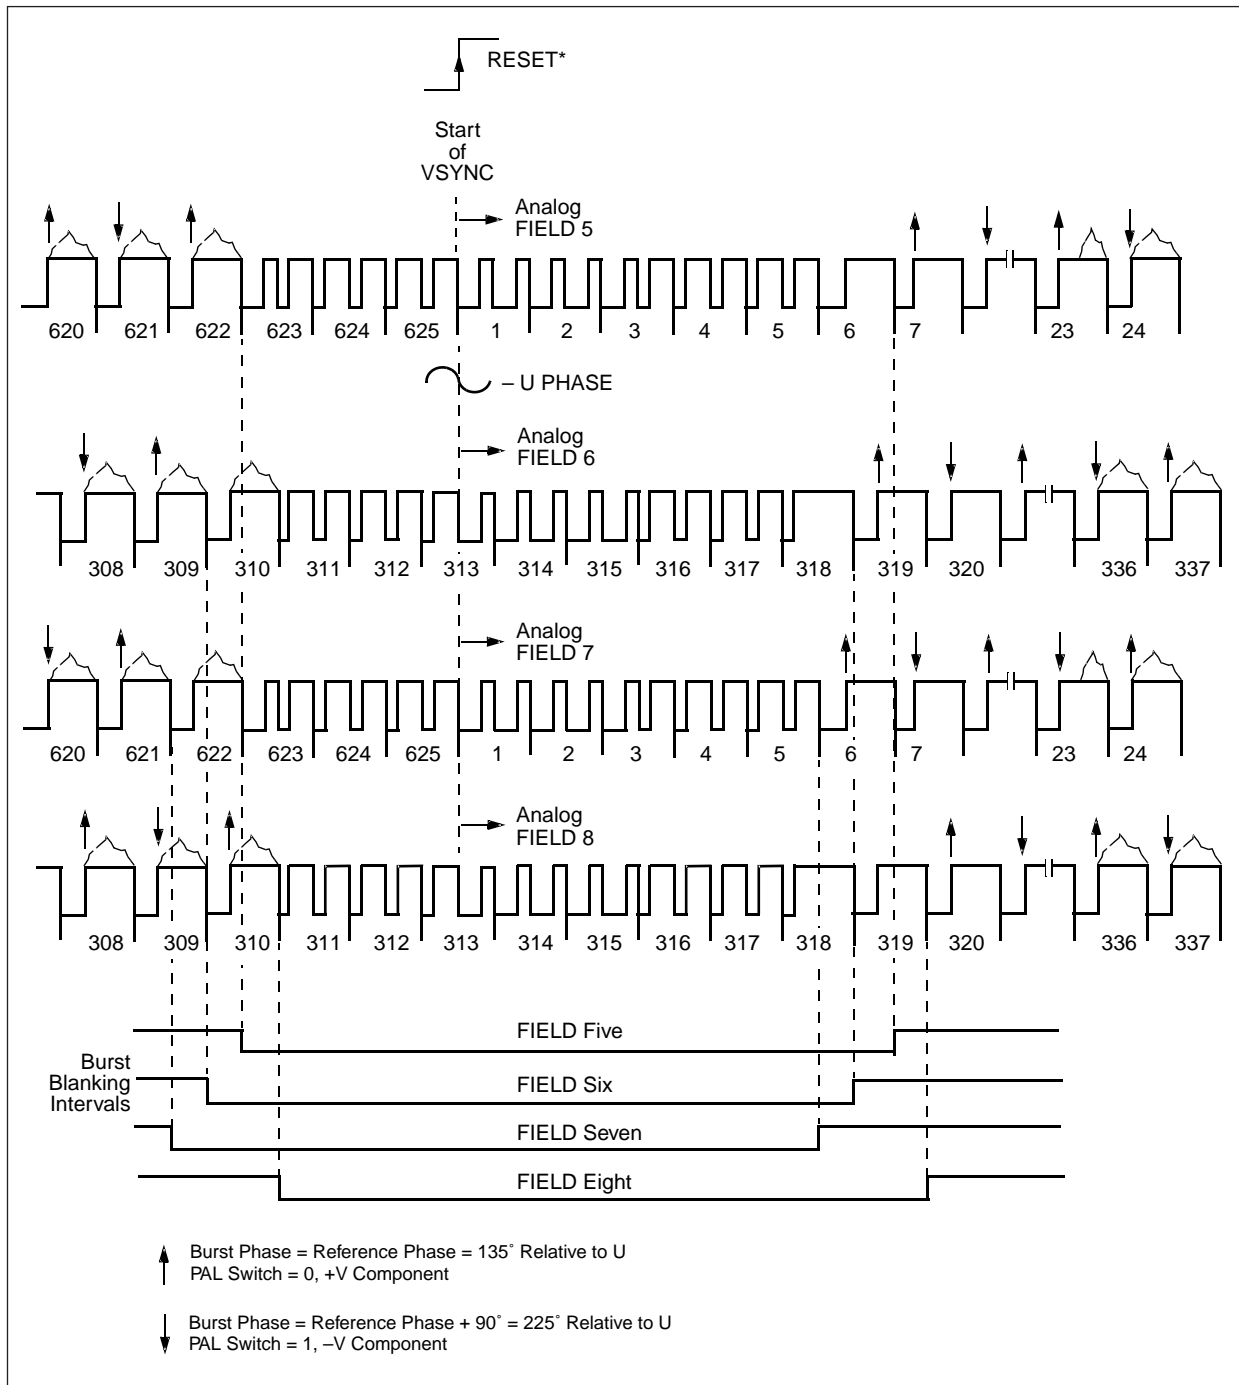 RESET*
Start
of
VSYNC
Analog
FIELD 5
620 621 622 623 624 625 1 2 3 4 5 6 7 23 24
– U PHASE
Analog
FIELD 6
308 309 310 311 312 313 314 315 316 317 318 319 320 336 337
Analog
FIELD 7
620 621 622 623 624 625 1 2 3 4 5 6 7 23 24
Analog
FIELD 8
308 309 310 311 312 313 314 315 316 317 318 319 320 336 337
Burst
Blanking
Intervals
FIELD Five
FIELD Six
FIELD Seven
FIELD Eight
Burst Phase = Reference Phase = 135° Relative to U
PAL Switch = 0, +V Component
Burst Phase = Reference Phase + 90° = 225° Relative to U
PAL Switch = 1, –V Component